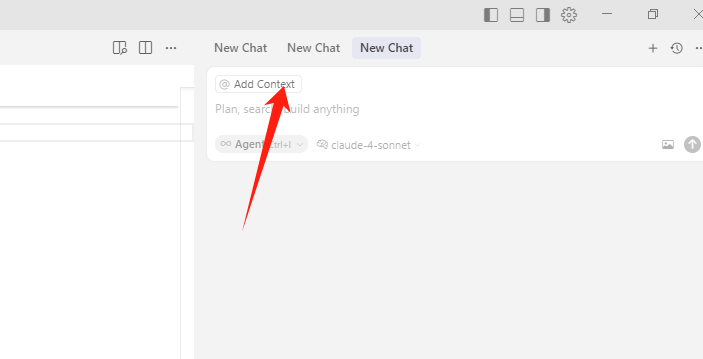 New Chat New Chat New Chat
@ Add Context
Plan, search, build anything
Agent Ctrl+I claude-4-sonnet